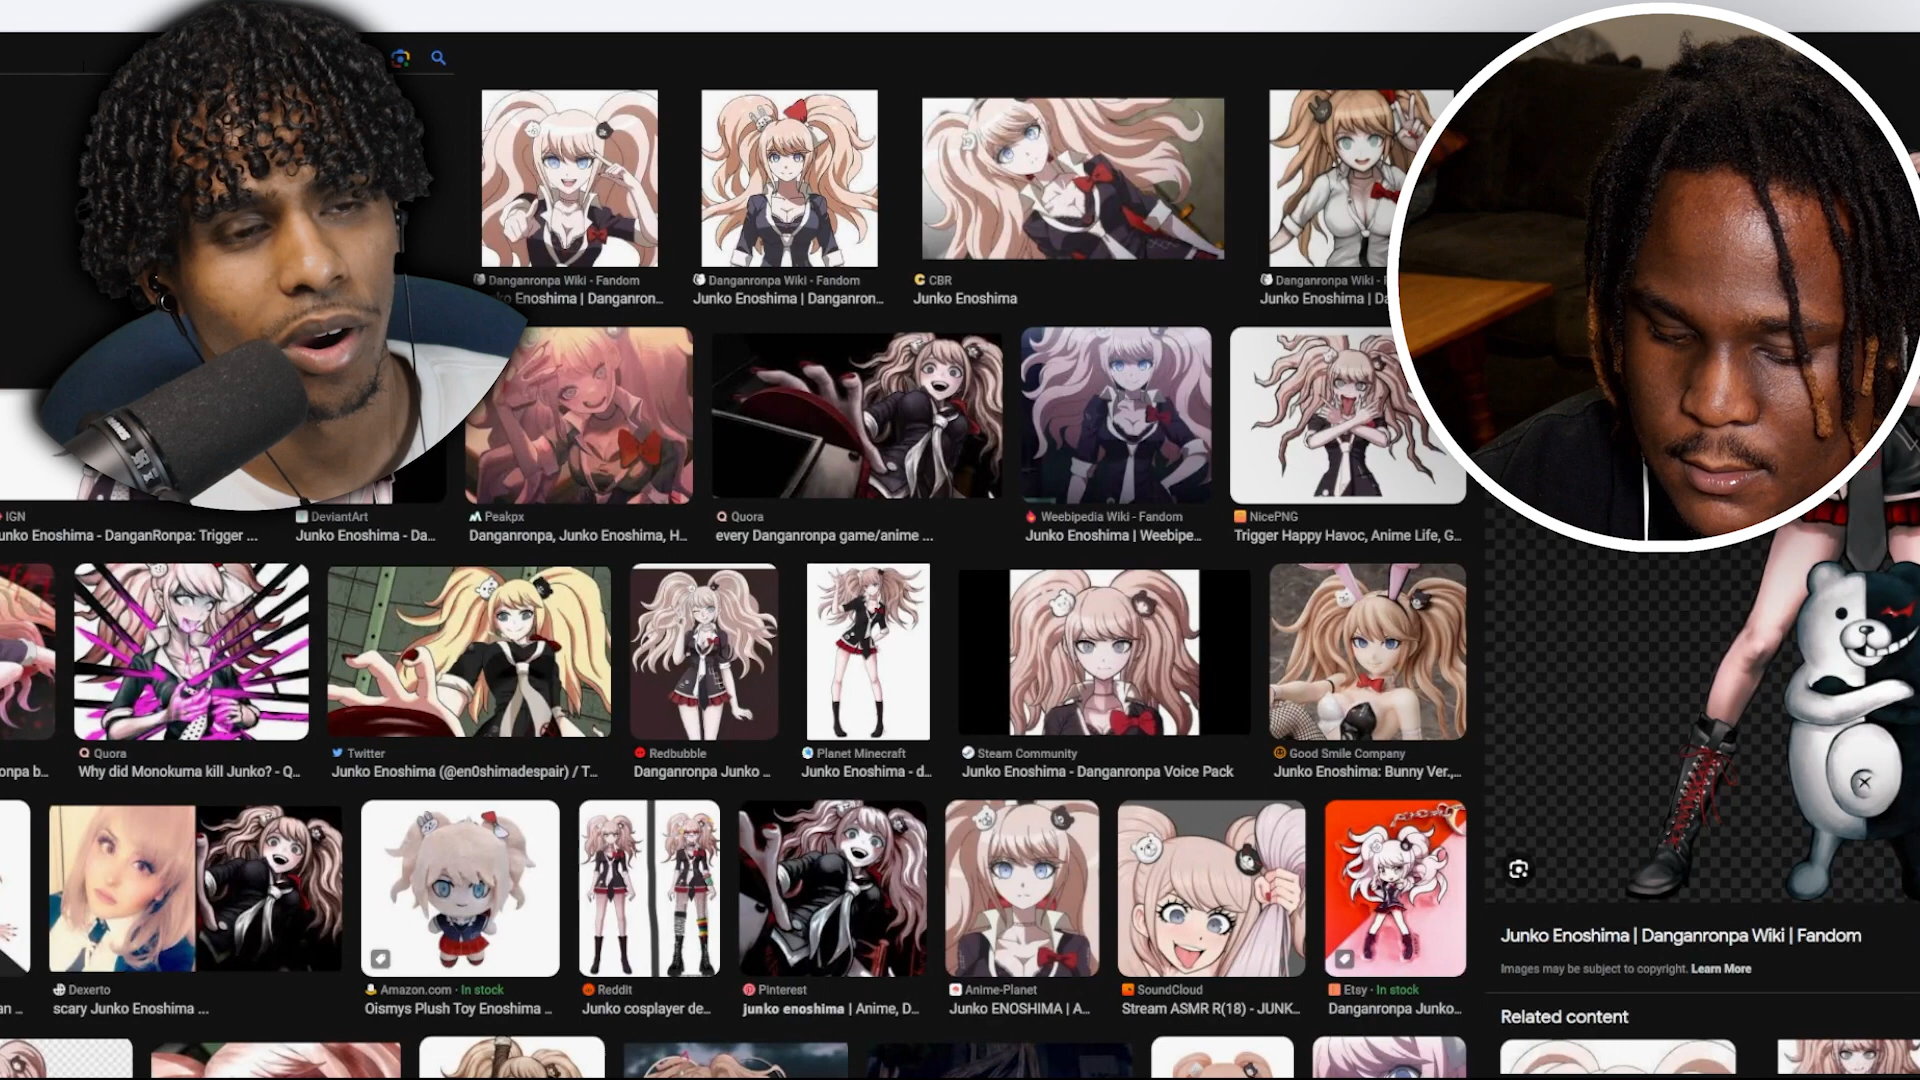 Danganronpa Wiki - Fandom
ko Enoshima | Danganron...
Danganronpa Wiki - Fandom
Junko Enoshima | Danganron...
CBR
Junko Enoshima
Danganronpa Wiki - F
Junko Enoshima | Da
IGN
unko Enoshima - DanganRonpa: Trigger ...
DeviantArt
Junko Enoshima - Da...
Peakpx
Danganronpa, Junko Enoshima, H...
Quora
every Danganronpa game/anime ...
Weebipedia Wiki - Fandom
Junko Enoshima | Weebipe...
NicePNG
Trigger Happy Havoc, Anime Life, G...
onpa b...
Quora
Why did Monokuma kill Junko? - Q...
Twitter
Junko Enoshima (@en0shimadespair) / T...
Redbubble
Danganronpa Junko ...
Planet Minecraft
Junko Enoshima - d...
Steam Community
Junko Enoshima - Danganronpa Voice Pack
Good Smile Company
Junko Enoshima: Bunny Ver.,...
an ...
Dexerto
scary Junko Enoshima ...
Amazon.com · In stock
Oismys Plush Toy Enoshima ...
Reddit
Junko cosplayer de...
Pinterest
junko enoshima | Anime, D...
Anime-Planet
Junko ENOSHIMA | A...
SoundCloud
Stream ASMR R(18) - JUNK...
Etsy · In stock
Danganronpa Junko...
Junko Enoshima | Danganronpa Wiki | Fandom
Images may be subject to copyright. Learn More
Related content